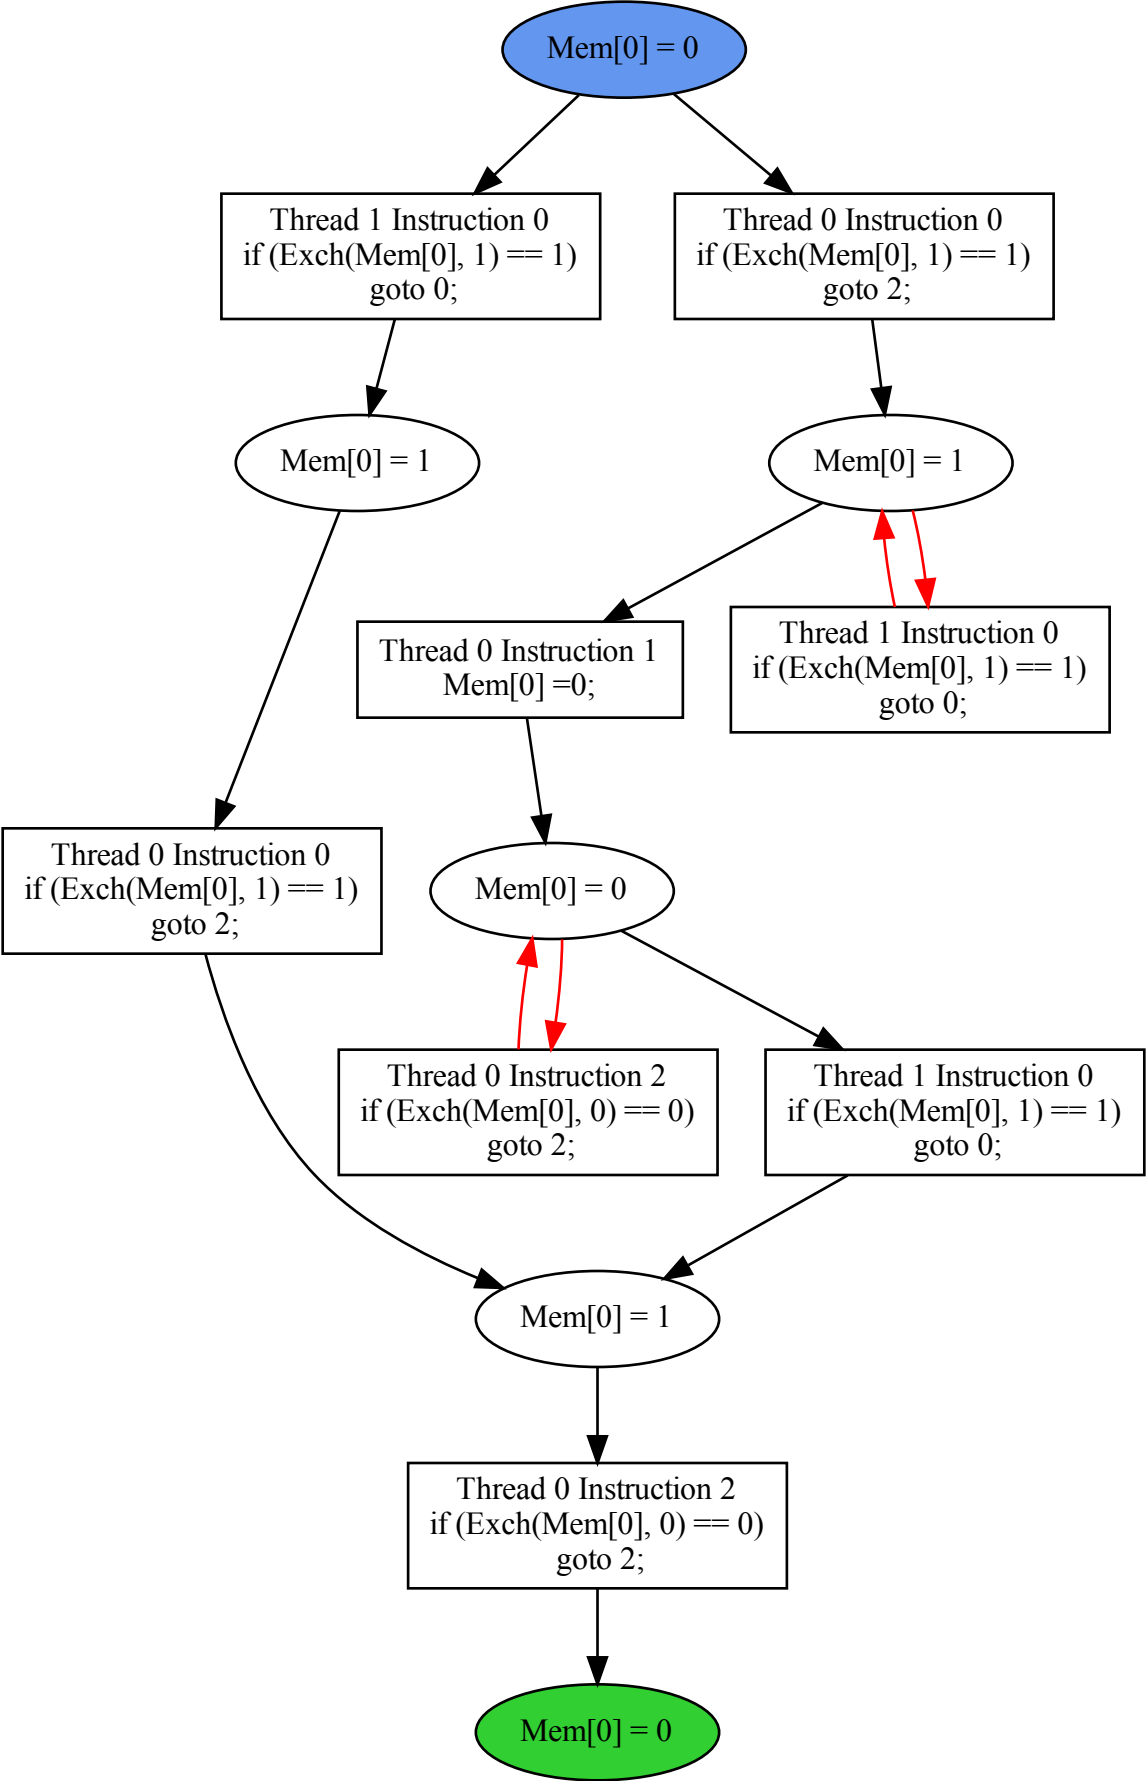 Mem[0] = 0
Thread 1 Instruction 0
if (Exch(Mem[0], 1) == 1)
goto 0;
Thread 0 Instruction 0
if (Exch(Mem[0], 1) == 1)
goto 2;
Mem[0] = 1
Mem[0] = 1
Thread 0 Instruction 1
Mem[0] =0;
Thread 1 Instruction 0
if (Exch(Mem[0], 1) == 1)
goto 0;
Thread 0 Instruction 0
if (Exch(Mem[0], 1) == 1)
goto 2;
Mem[0] = 0
Thread 0 Instruction 2
if (Exch(Mem[0], 0) == 0)
goto 2;
Thread 1 Instruction 0
if (Exch(Mem[0], 1) == 1)
goto 0;
Mem[0] = 1
Thread 0 Instruction 2
if (Exch(Mem[0], 0) == 0)
goto 2;
Mem[0] = 0